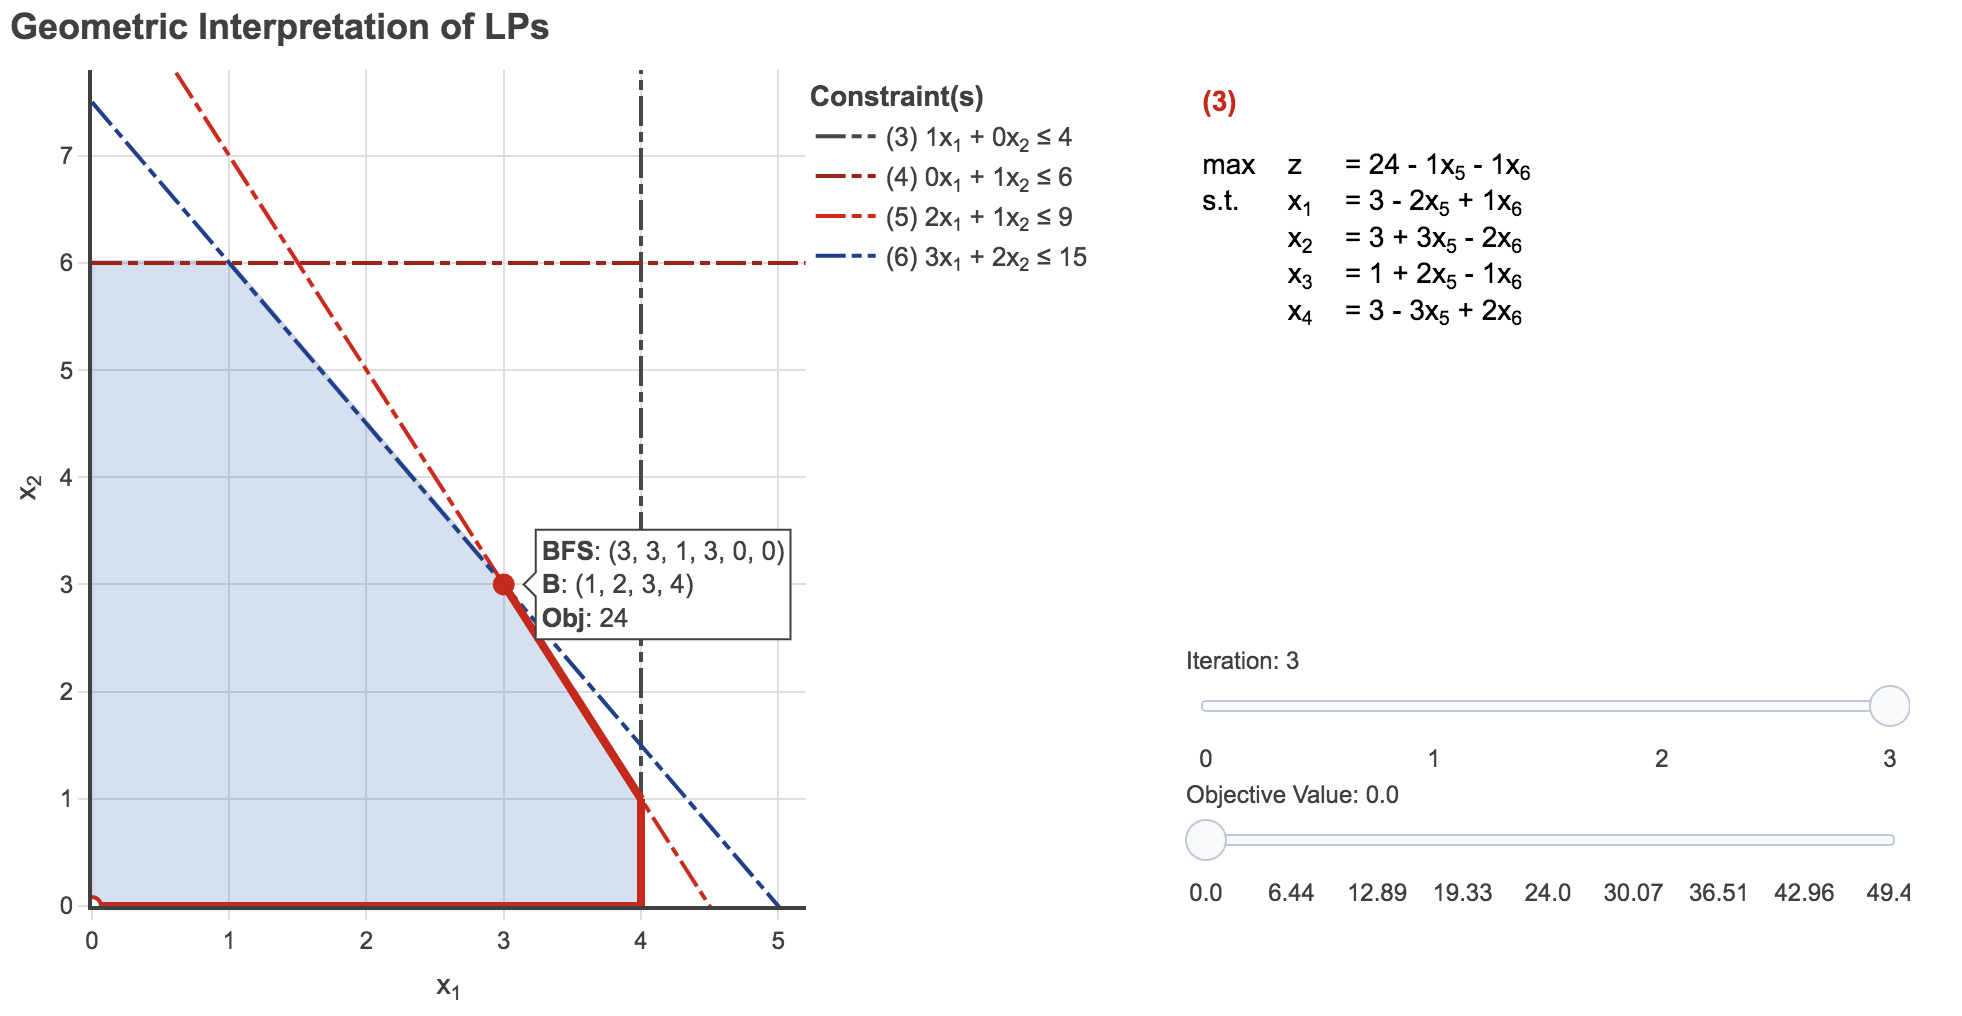 Geometric Interpretation of LPs
7
6
5
4
3
2
1
0
x₂
0 1 2 3 4 5
x₁
BFS: (3, 3, 1, 3, 0, 0)
B: (1, 2, 3, 4)
Obj: 24
Constraint(s)
(3) 1x₁ + 0x₂ ≤ 4
(4) 0x₁ + 1x₂ ≤ 6
(5) 2x₁ + 1x₂ ≤ 9
(6) 3x₁ + 2x₂ ≤ 15
(3)
max z = 24 - 1x₅ - 1x₆
s.t. x₁ = 3 - 2x₅ + 1x₆
x₂ = 3 + 3x₅ - 2x₆
x₃ = 1 + 2x₅ - 1x₆
x₄ = 3 - 3x₅ + 2x₆
Iteration: 3
0 1 2 3
Objective Value: 0.0
0.0 6.44 12.89 19.33 24.0 30.07 36.51 42.96 49.4